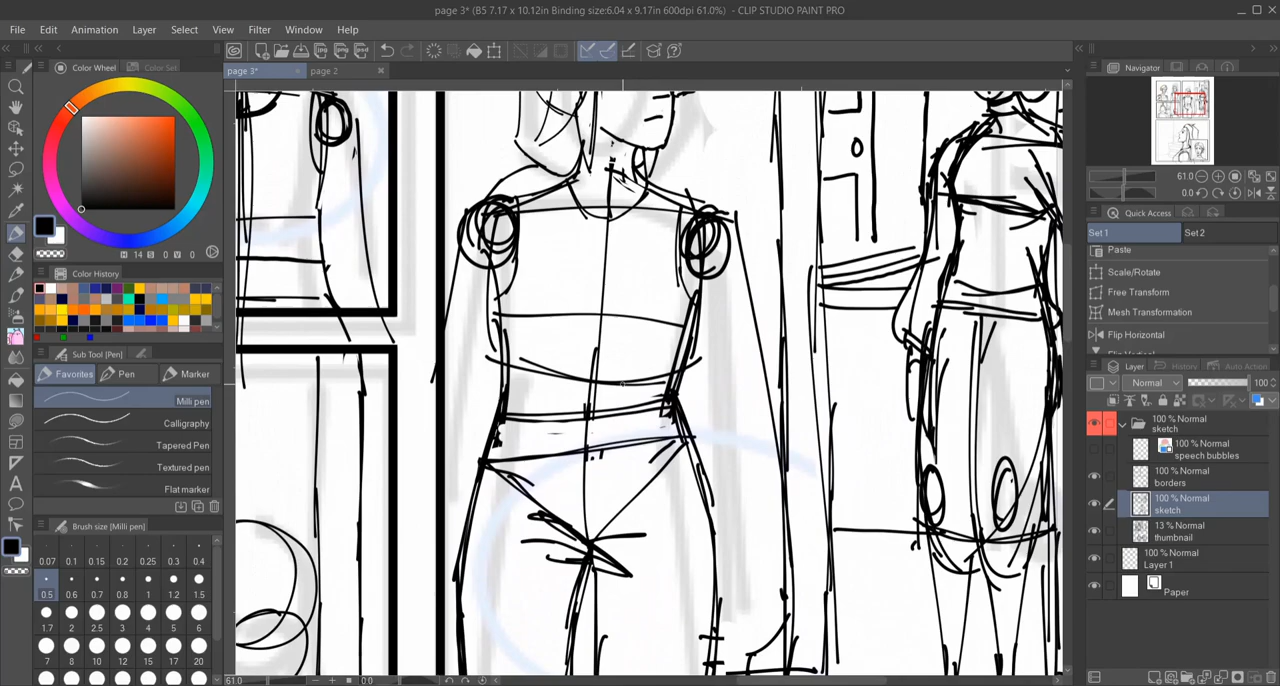 page 3* (B5 7.17 x 10.12in Binding size:6.04 x 9.17in 600dpi 61.0%) - CLIP STUDIO PAINT PRO
File Edit Animation Layer Select View Filter Window Help
Color Wheel Color Set
page 3* page 2
Navigator
61.0
0.0
H 14 S 0 V 0
Quick Access
Set 1 Set 2
Paste
Scale/Rotate
Free Transform
Mesh Transformation
Flip Horizontal
Color History
Sub Tool [Pen]
Favorites Pen Marker
Milli pen
Calligraphy
Tapered Pen
Textured pen
Flat marker
Layer History Auto Action
Normal 100
100 % Normal
sketch
100 % Normal
speech bubbles
100 % Normal
borders
100 % Normal
sketch
13 % Normal
thumbnail
100 % Normal
Layer 1
Paper
Brush size [Milli pen]
0.07 0.1 0.15 0.2 0.25 0.3 0.4
0.5 0.6 0.7 0.8 1 1.2 1.5
1.7 2 2.5 3 4 5 6
7 8 10 12 15 17 20
61.0 0.0